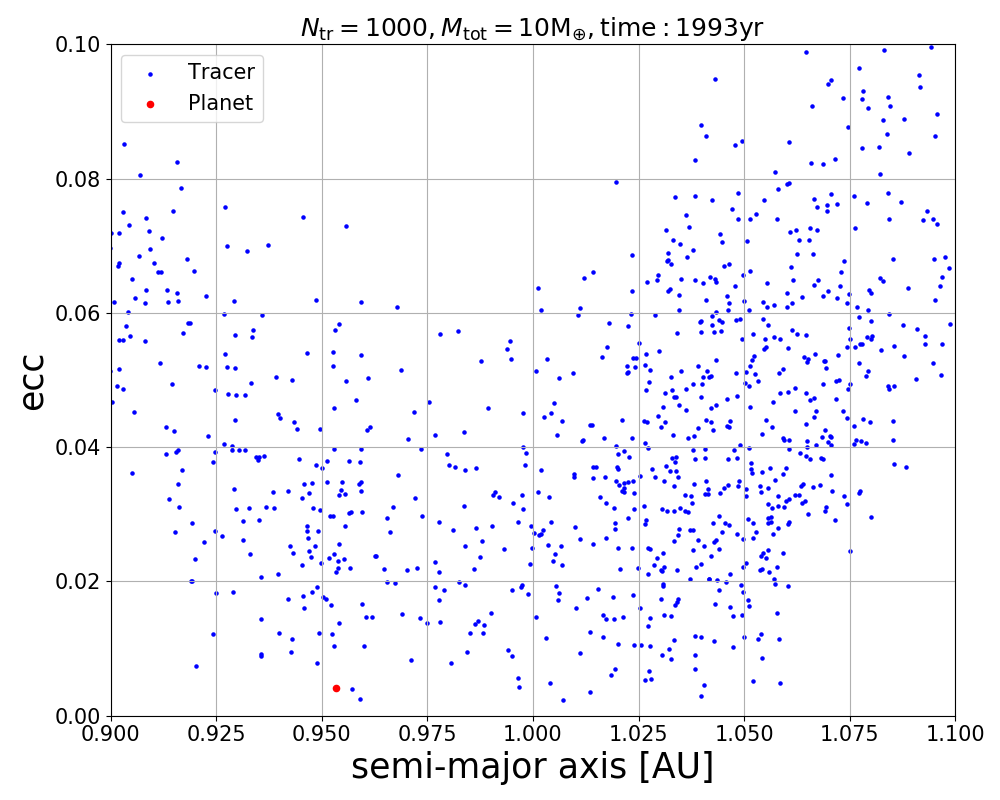 N_tr = 1000, M_tot = 10M_⊕, time : 1993yr
0.10
Tracer
Planet
0.08
0.06
ecc
0.04
0.02
0.00
0.900 0.925 0.950 0.975 1.000 1.025 1.050 1.075 1.100
semi-major axis [AU]